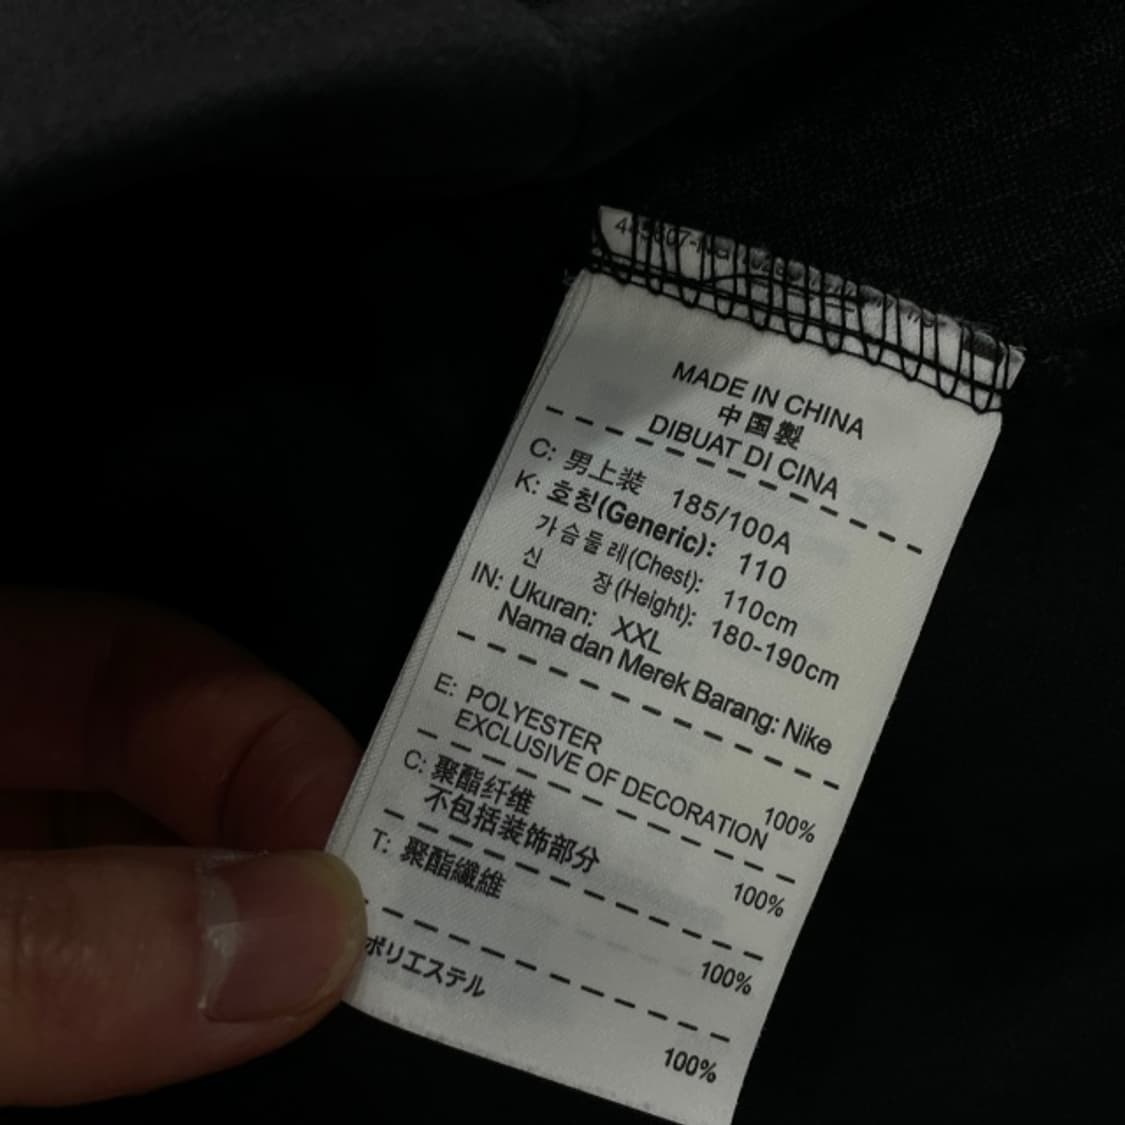 MADE IN CHINA
中国製
DIBUAT DI CINA
C: 男上装 185/100A
K: 호칭(Generic): 110
가슴둘레(Chest): 110cm
신 장(Height): 180-190cm
IN: Ukuran: XXL
Nama dan Merek Barang: Nike
E: POLYESTER 100%
EXCLUSIVE OF DECORATION
C: 聚酯纤维 100%
不包括装饰部分
T: 聚酯纖維 100%
ポリエステル 100%